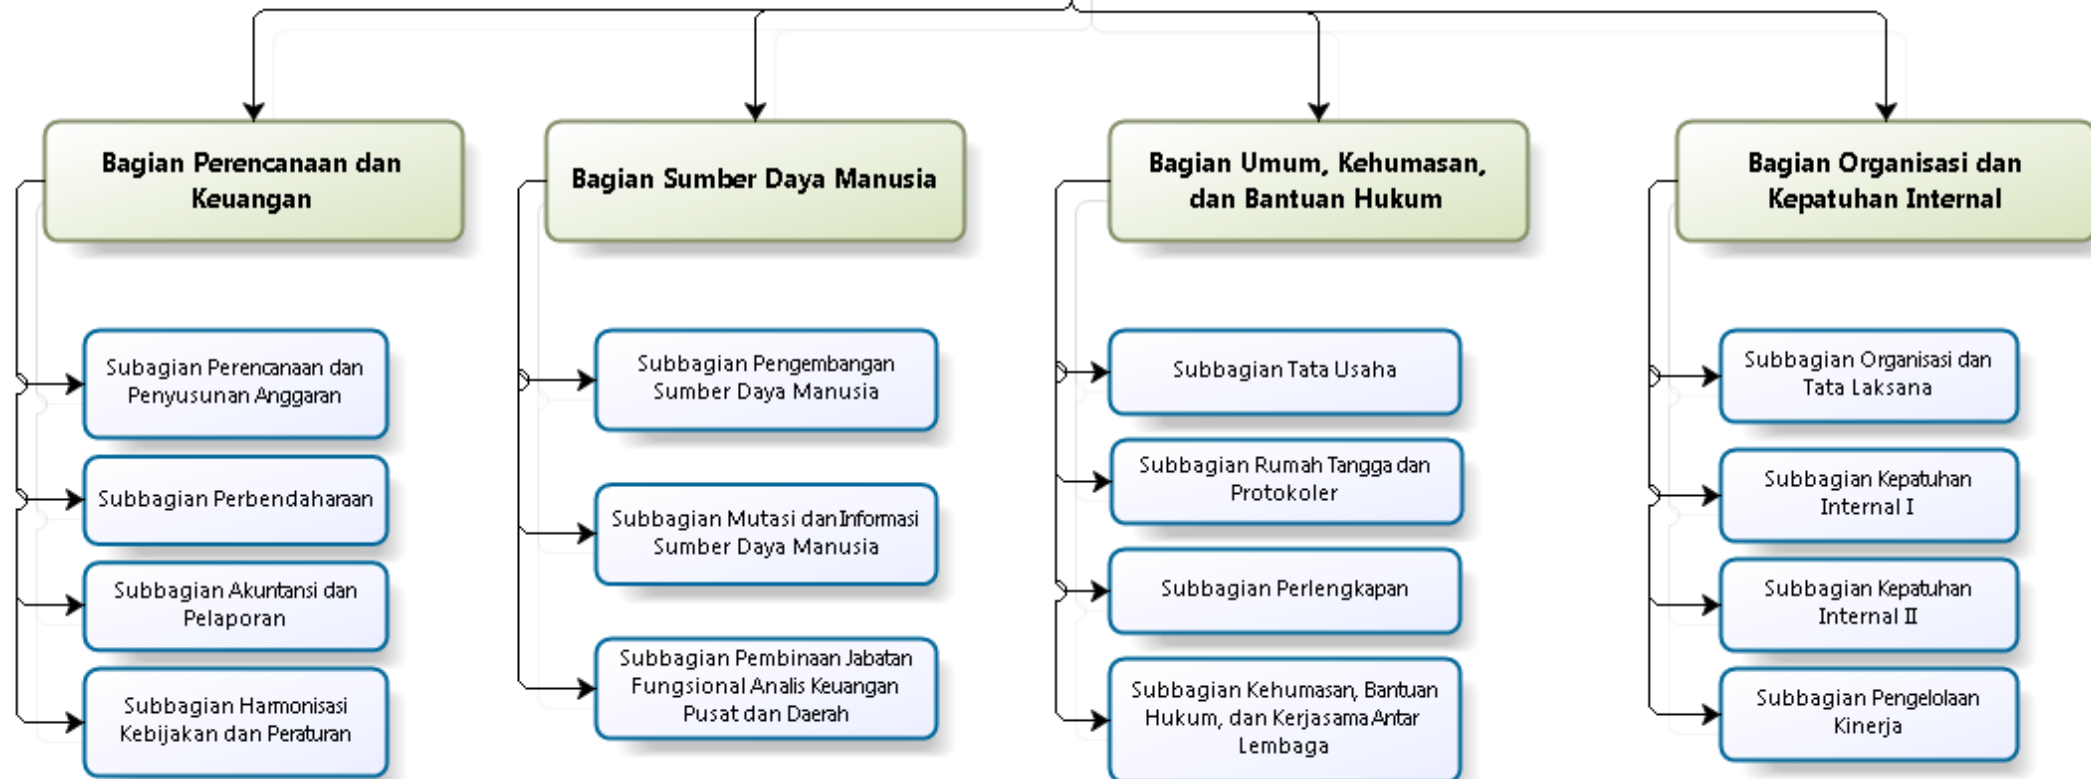 Bagian Perencanaan dan
Keuangan
Subagian Perencanaan dan
Penyusunan Anggaran
Subbagian Perbendaharaan
Subbagian Akuntansi dan
Pelaporan
Subbagian Harmonisasi
Kebijakan dan Peraturan
Bagian Sumber Daya Manusia
Subbagian Pengembangan
Sumber Daya Manusia
Subbagian Mutasi dan Informasi
Sumber Daya Manusia
Subbagian Pembinaan Jabatan
Fungsional Analis Keuangan
Pusat dan Daerah
Bagian Umum, Kehumasan,
dan Bantuan Hukum
Subbagian Tata Usaha
Subbagian Rumah Tangga dan
Protokoler
Subbagian Perlengkapan
Subbagian Kehumasan, Bantuan
Hukum, dan Kerjasama Antar
Lembaga
Bagian Organisasi dan
Kepatuhan Internal
Subbagian Organisasi dan
Tata Laksana
Subbagian Kepatuhan
Internal I
Subbagian Kepatuhan
Internal II
Subbagian Pengelolaan
Kinerja